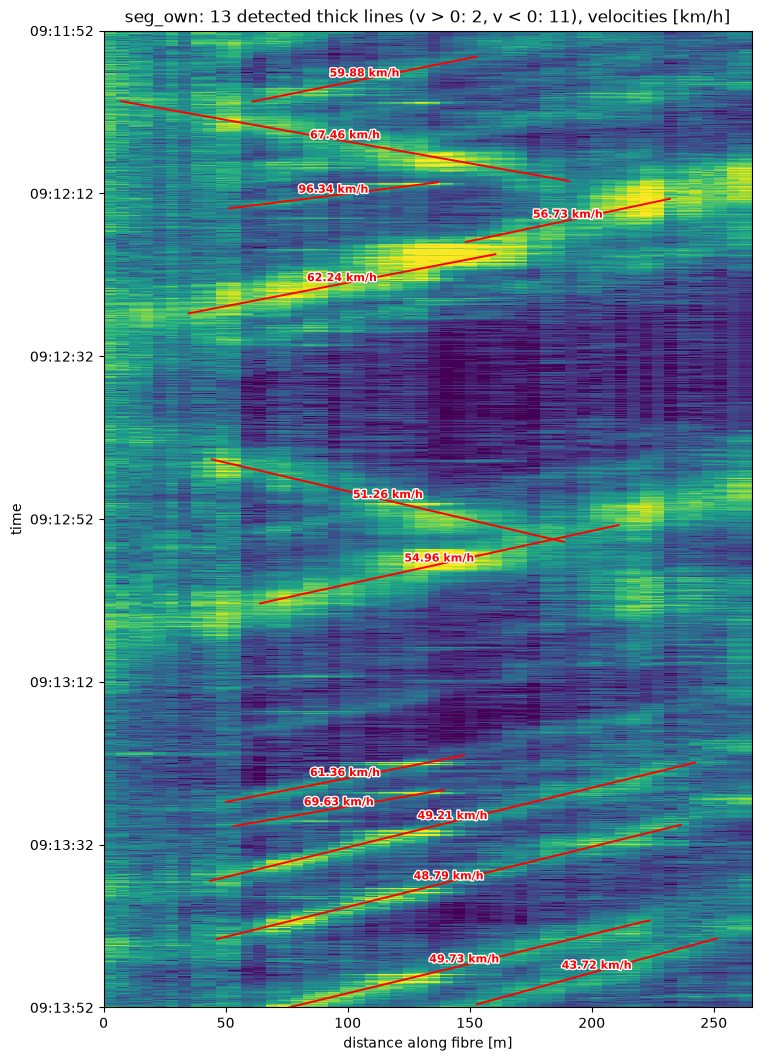 seg_own: 13 detected thick lines (v > 0: 2, v < 0: 11), velocities [km/h]
09:11:52
59.88 km/h
67.46 km/h
96.34 km/h
09:12:12
56.73 km/h
62.24 km/h
09:12:32
51.26 km/h
09:12:52
54.96 km/h
time
09:13:12
61.36 km/h
69.63 km/h
49.21 km/h
09:13:32
48.79 km/h
49.73 km/h
43.72 km/h
09:13:52
0 50 100 150 200 250
distance along fibre [m]